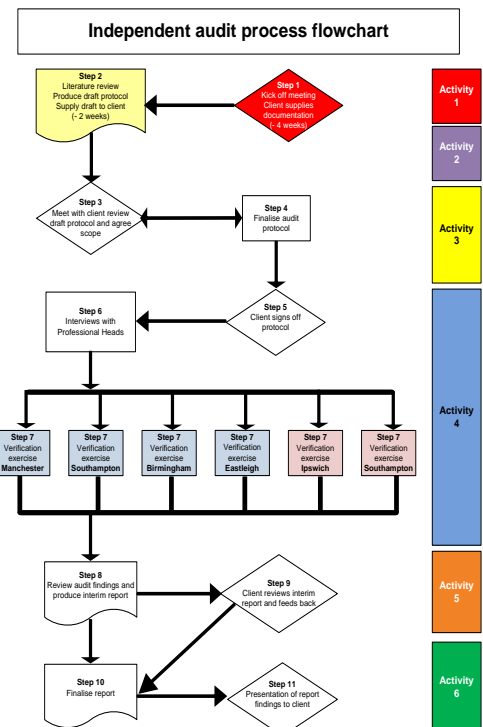 Independent audit process flowchart
Step 2
Literature review
Produce draft protocol
Supply draft to client
(- 2 weeks)
Step 1
Kick off meeting
Client supplies
documentation
(- 4 weeks)
Activity
1
Activity
2
Step 3
Meet with client review
draft protocol and agree
scope
Step 4
Finalise audit
protocol
Activity
3
Step 6
Interviews with
Professional Heads
Step 5
Client signs off
protocol
Activity
4
Step 7
Verification
exercise
Manchester
Step 7
Verification
exercise
Southampton
Step 7
Verification
exercise
Birmingham
Step 7
Verification
exercise
Eastleigh
Step 7
Verification
exercise
Ipswich
Step 7
Verification
exercise
Southampton
Step 8
Review audit findings and
produce interim report
Step 9
Client reviews interim
report and feeds back
Activity
5
Step 10
Finalise report
Step 11
Presentation of report
findings to client
Activity
6